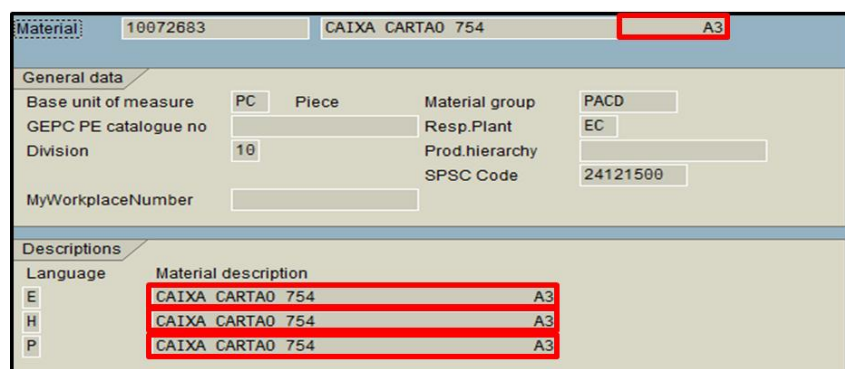 Material 10072683 CAIXA CARTAO 754 A3
General data
Base unit of measure PC Piece Material group PACD
GEPC PE catalogue no Resp.Plant EC
Division 10 Prod.hierarchy
SPSC Code 24121500
MyWorkplaceNumber
Descriptions
Language Material description
E CAIXA CARTAO 754 A3
H CAIXA CARTAO 754 A3
P CAIXA CARTAO 754 A3